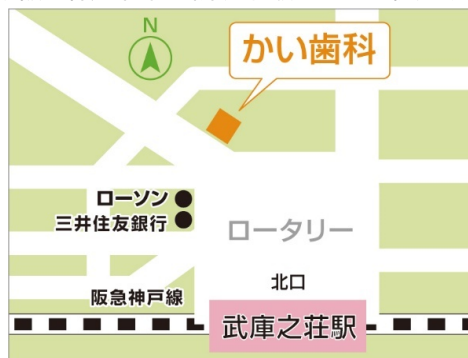 N
かい歯科
ローソン
三井住友銀行
ロータリー
北口
阪急神戸線
武庫之荘駅